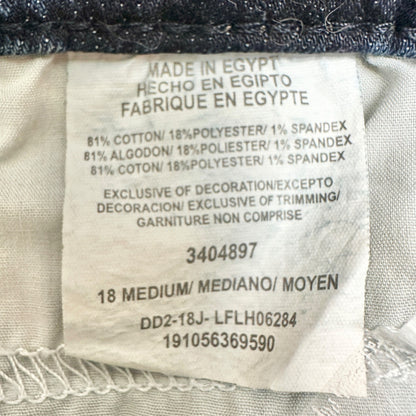 MADE IN EGYPT
HECHO EN EGIPTO
FABRIQUE EN EGYPTE
81% COTTON/ 18%POLYESTER/ 1% SPANDEX
81% ALGODON/ 18%POLIESTER/ 1% SPANDEX
81% COTTON/ 18%POLYESTER/ 1% SPANDEX
EXCLUSIVE OF DECORATION/EXCEPTO
DECORACION/ EXCLUSIVE OF TRIMMING/
GARNITURE NON COMPRISE
3404897
18 MEDIUM/ MEDIANO/ MOYEN
DD2-18J- LFLH06284
191056369590